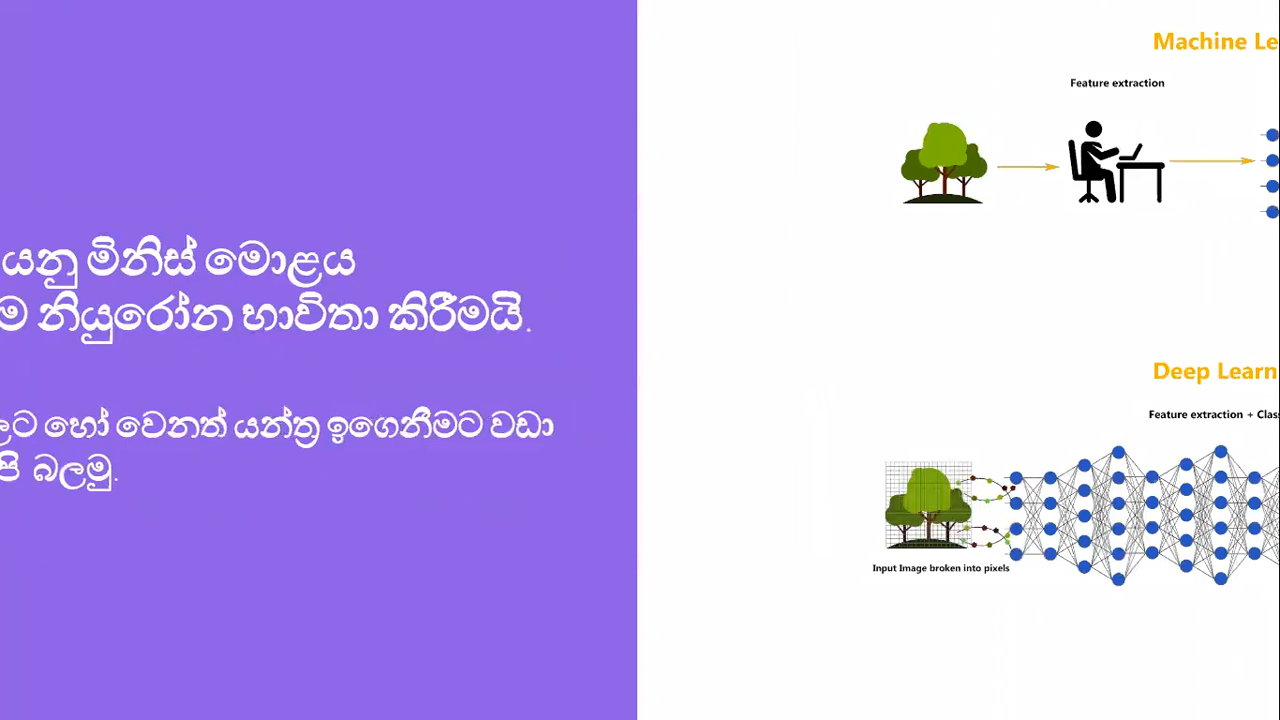 යනු මිනිස් මොළය
ම නියුරෝන භාවිතා කිරීමයි.
ලට හෝ වෙනත් යන්ත්‍ර ඉගෙනීමට වඩා
පි බලමු.
Machine Le
Feature extraction
Deep Learn
Feature extraction + Clas
Input Image broken into pixels